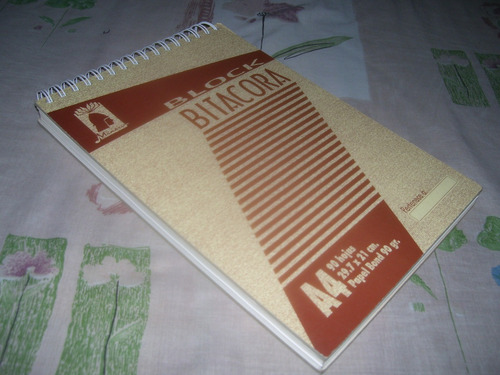 BLOCK
BITACORA
A4
90 hojas
29,7 x 21 cm.
Papel Bond 90 gr.